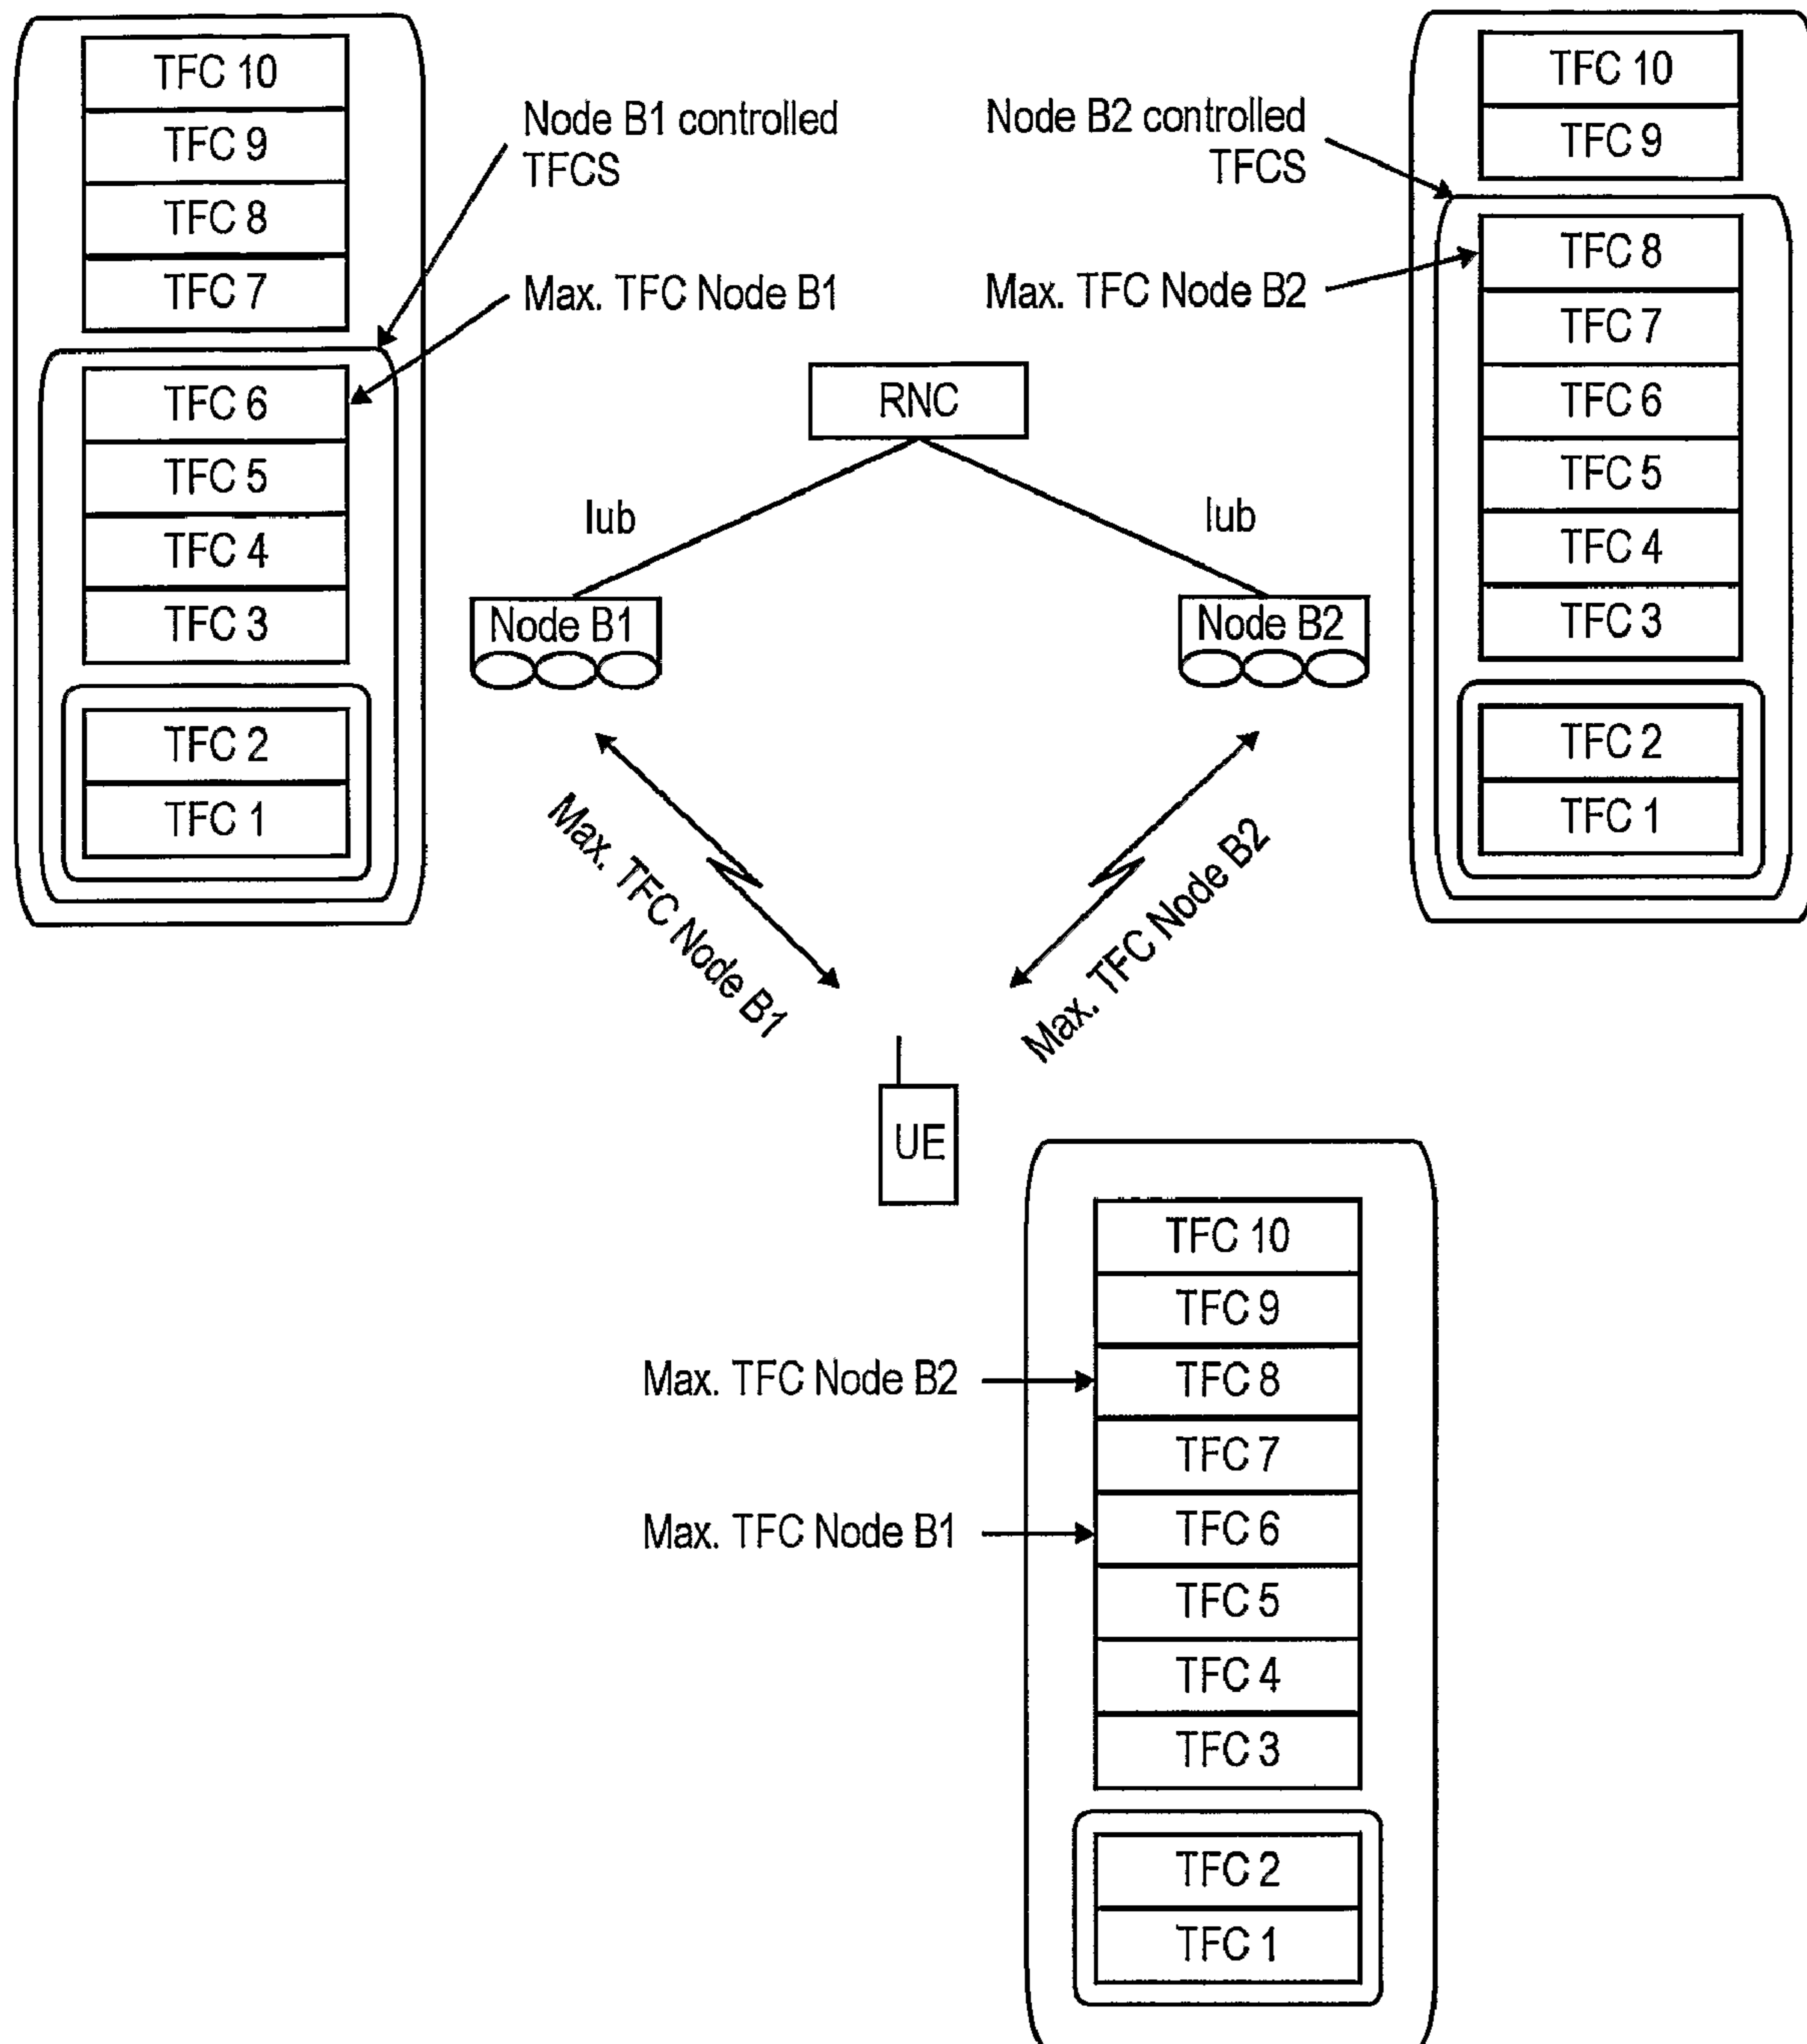 TFC 10
TFC 9
TFC 8
TFC 7
TFC 6
TFC 5
TFC 4
TFC 3
TFC 2
TFC 1
Node B1 controlled
TFCS
Max. TFC Node B1
Node B2 controlled
TFCS
Max. TFC Node B2
TFC 10
TFC 9
TFC 8
TFC 7
TFC 6
TFC 5
TFC 4
TFC 3
TFC 2
TFC 1
RNC
Iub
Iub
Node B1
Node B2
Max. TFC Node B1
Max. TFC Node B2
UE
Max. TFC Node B2
Max. TFC Node B1
TFC 10
TFC 9
TFC 8
TFC 7
TFC 6
TFC 5
TFC 4
TFC 3
TFC 2
TFC 1